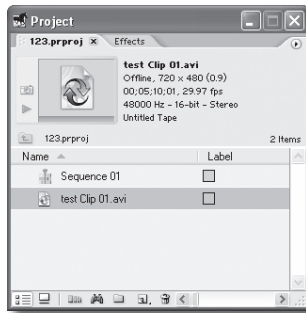 Project
123.prproj x Effects
test Clip 01.avi
Offline, 720 x 480 (0.9)
00;05;10;01, 29.97 fps
48000 Hz - 16-bit - Stereo
Untitled Tape
123.prproj 2 Items
Name Label
Sequence 01
test Clip 01.avi